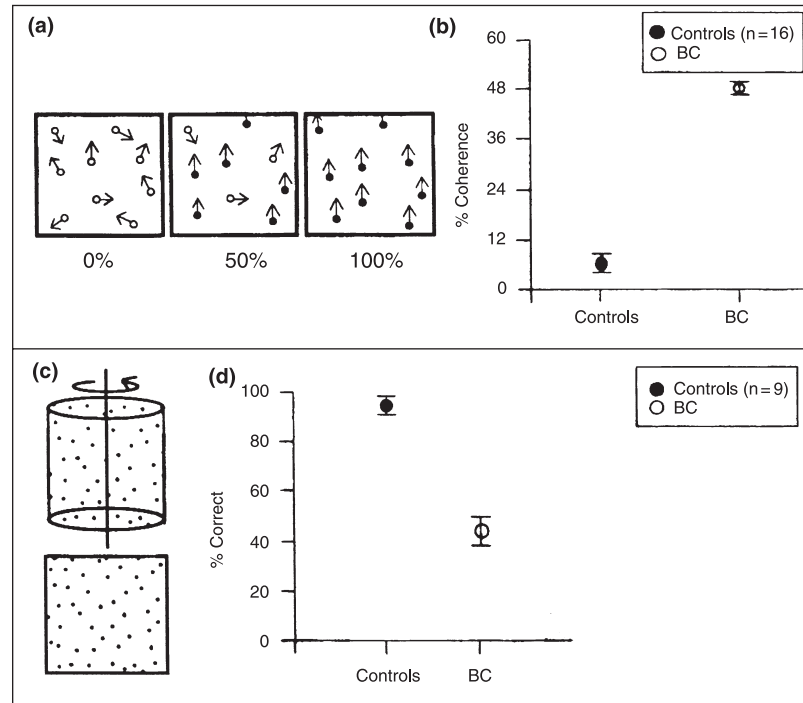 (a)
0% 50% 100%
(b)
Controls (n=16)
BC
% Coherence
60
48
36
24
12
0
Controls BC
(c)
(d)
Controls (n=9)
BC
% Correct
100
80
60
40
20
0
Controls BC